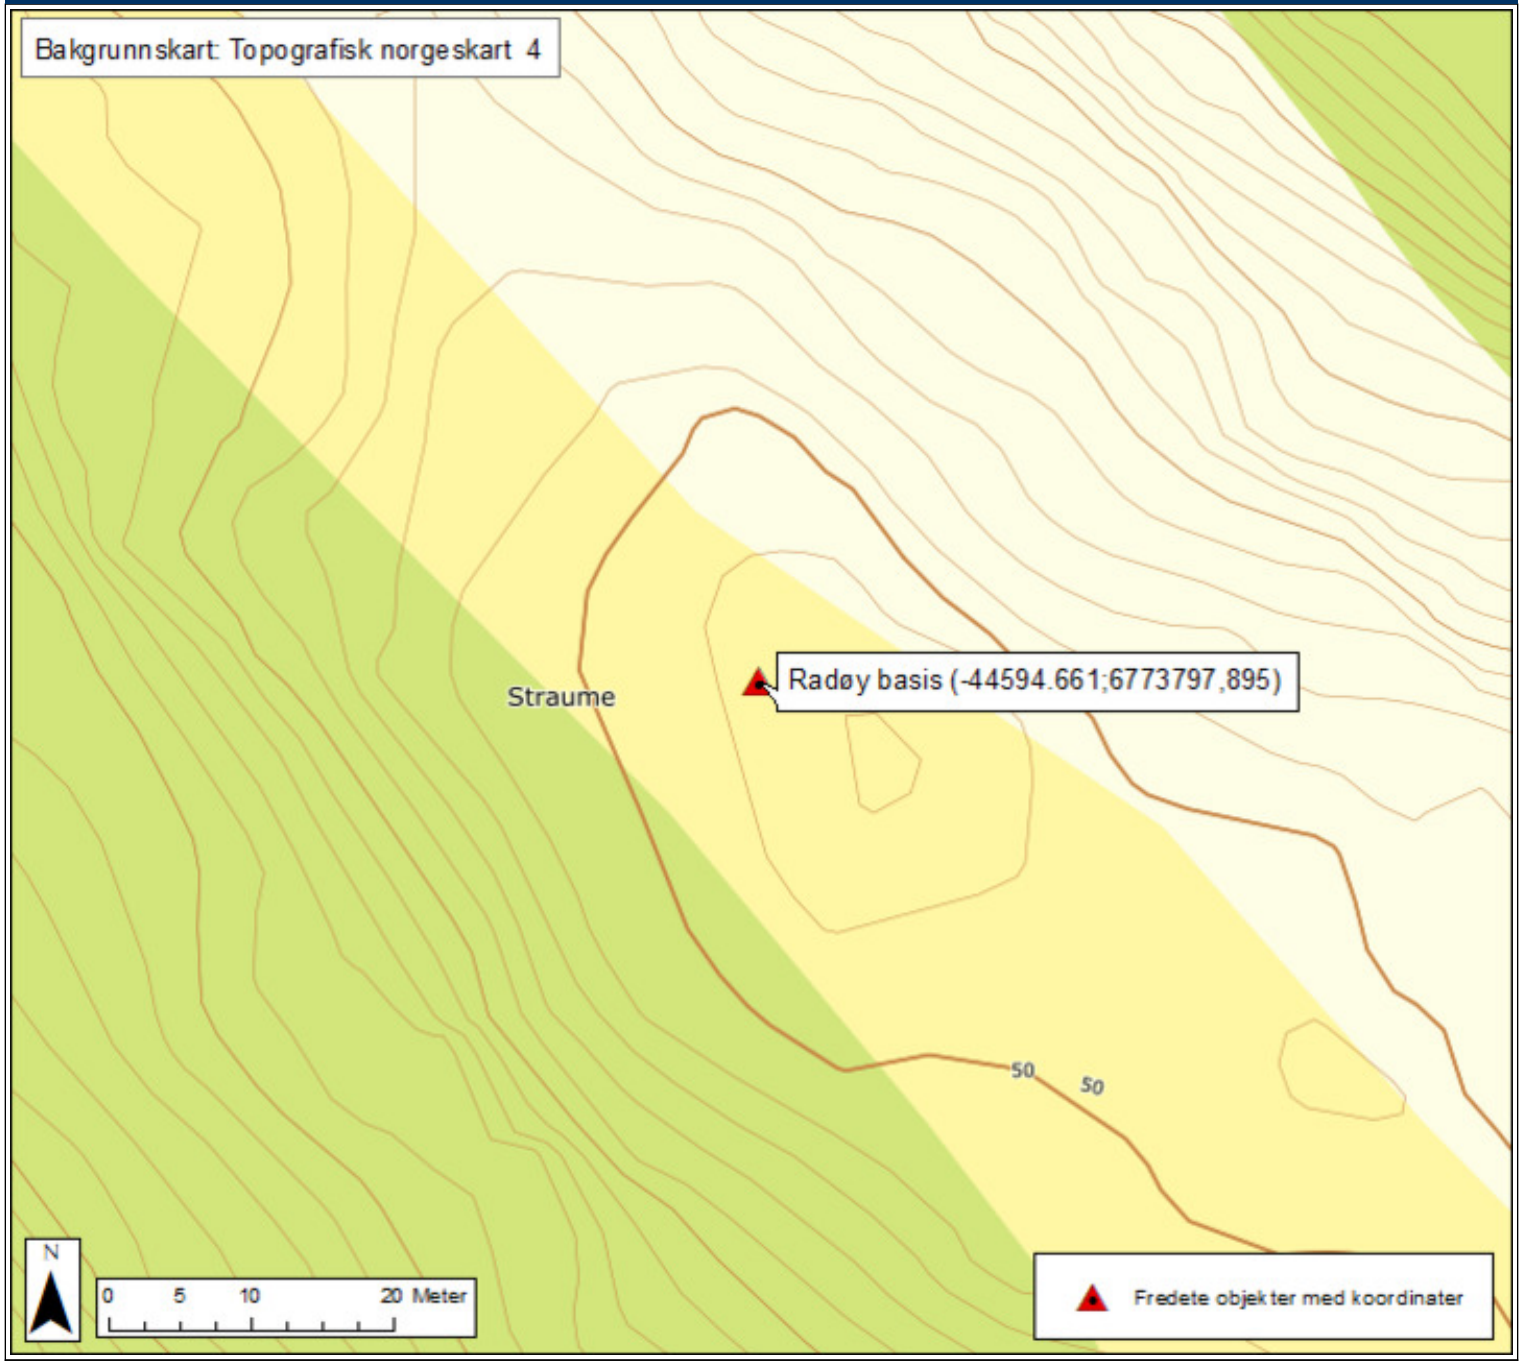 Bakgrunnskart: Topografisk norgeskart 4
Radøy basis (-44594.661;6773797,895)
Straume
50
50
N
0 5 10 20 Meter
Fredete objekter med koordinater